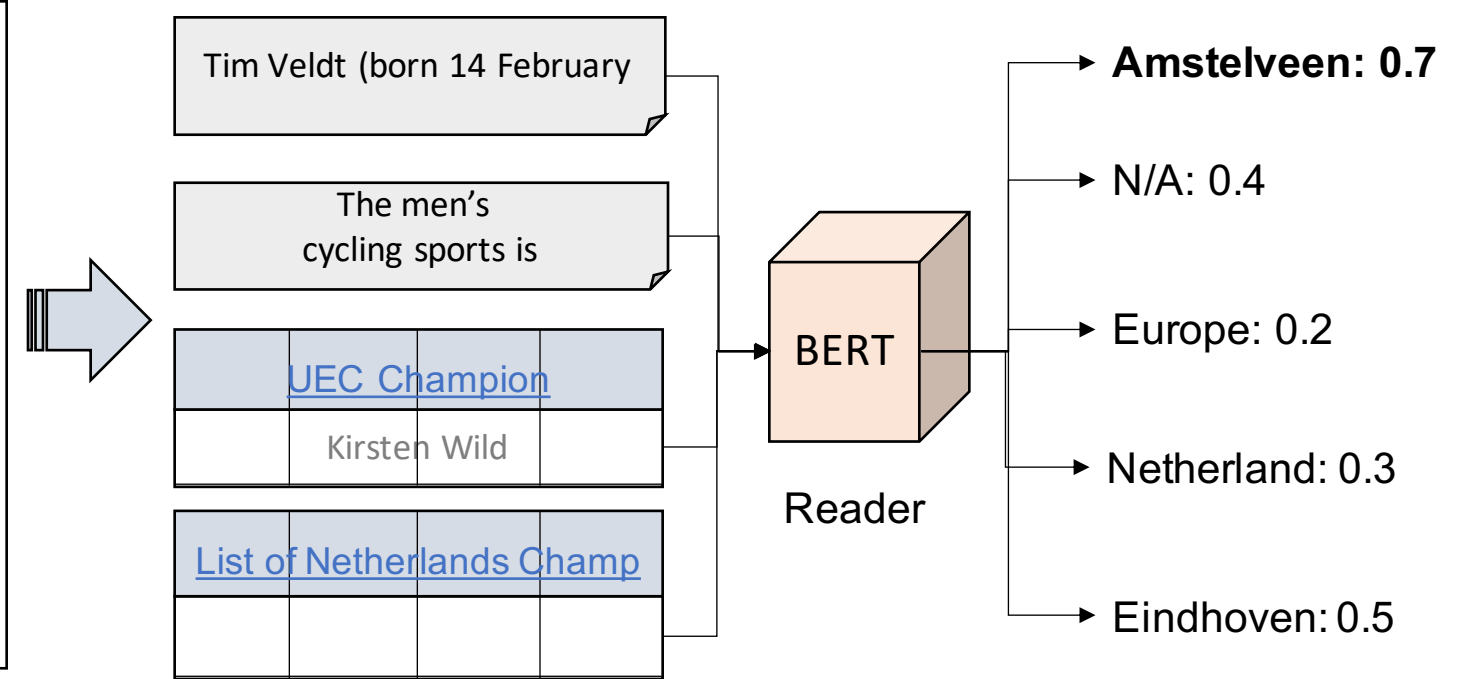 Tim Veldt (born 14 February
The men’s
cycling sports is
UEC Champion
Kirsten Wild
List of Netherlands Champ
BERT
Reader
Amstelveen: 0.7
N/A: 0.4
Europe: 0.2
Netherland: 0.3
Eindhoven: 0.5